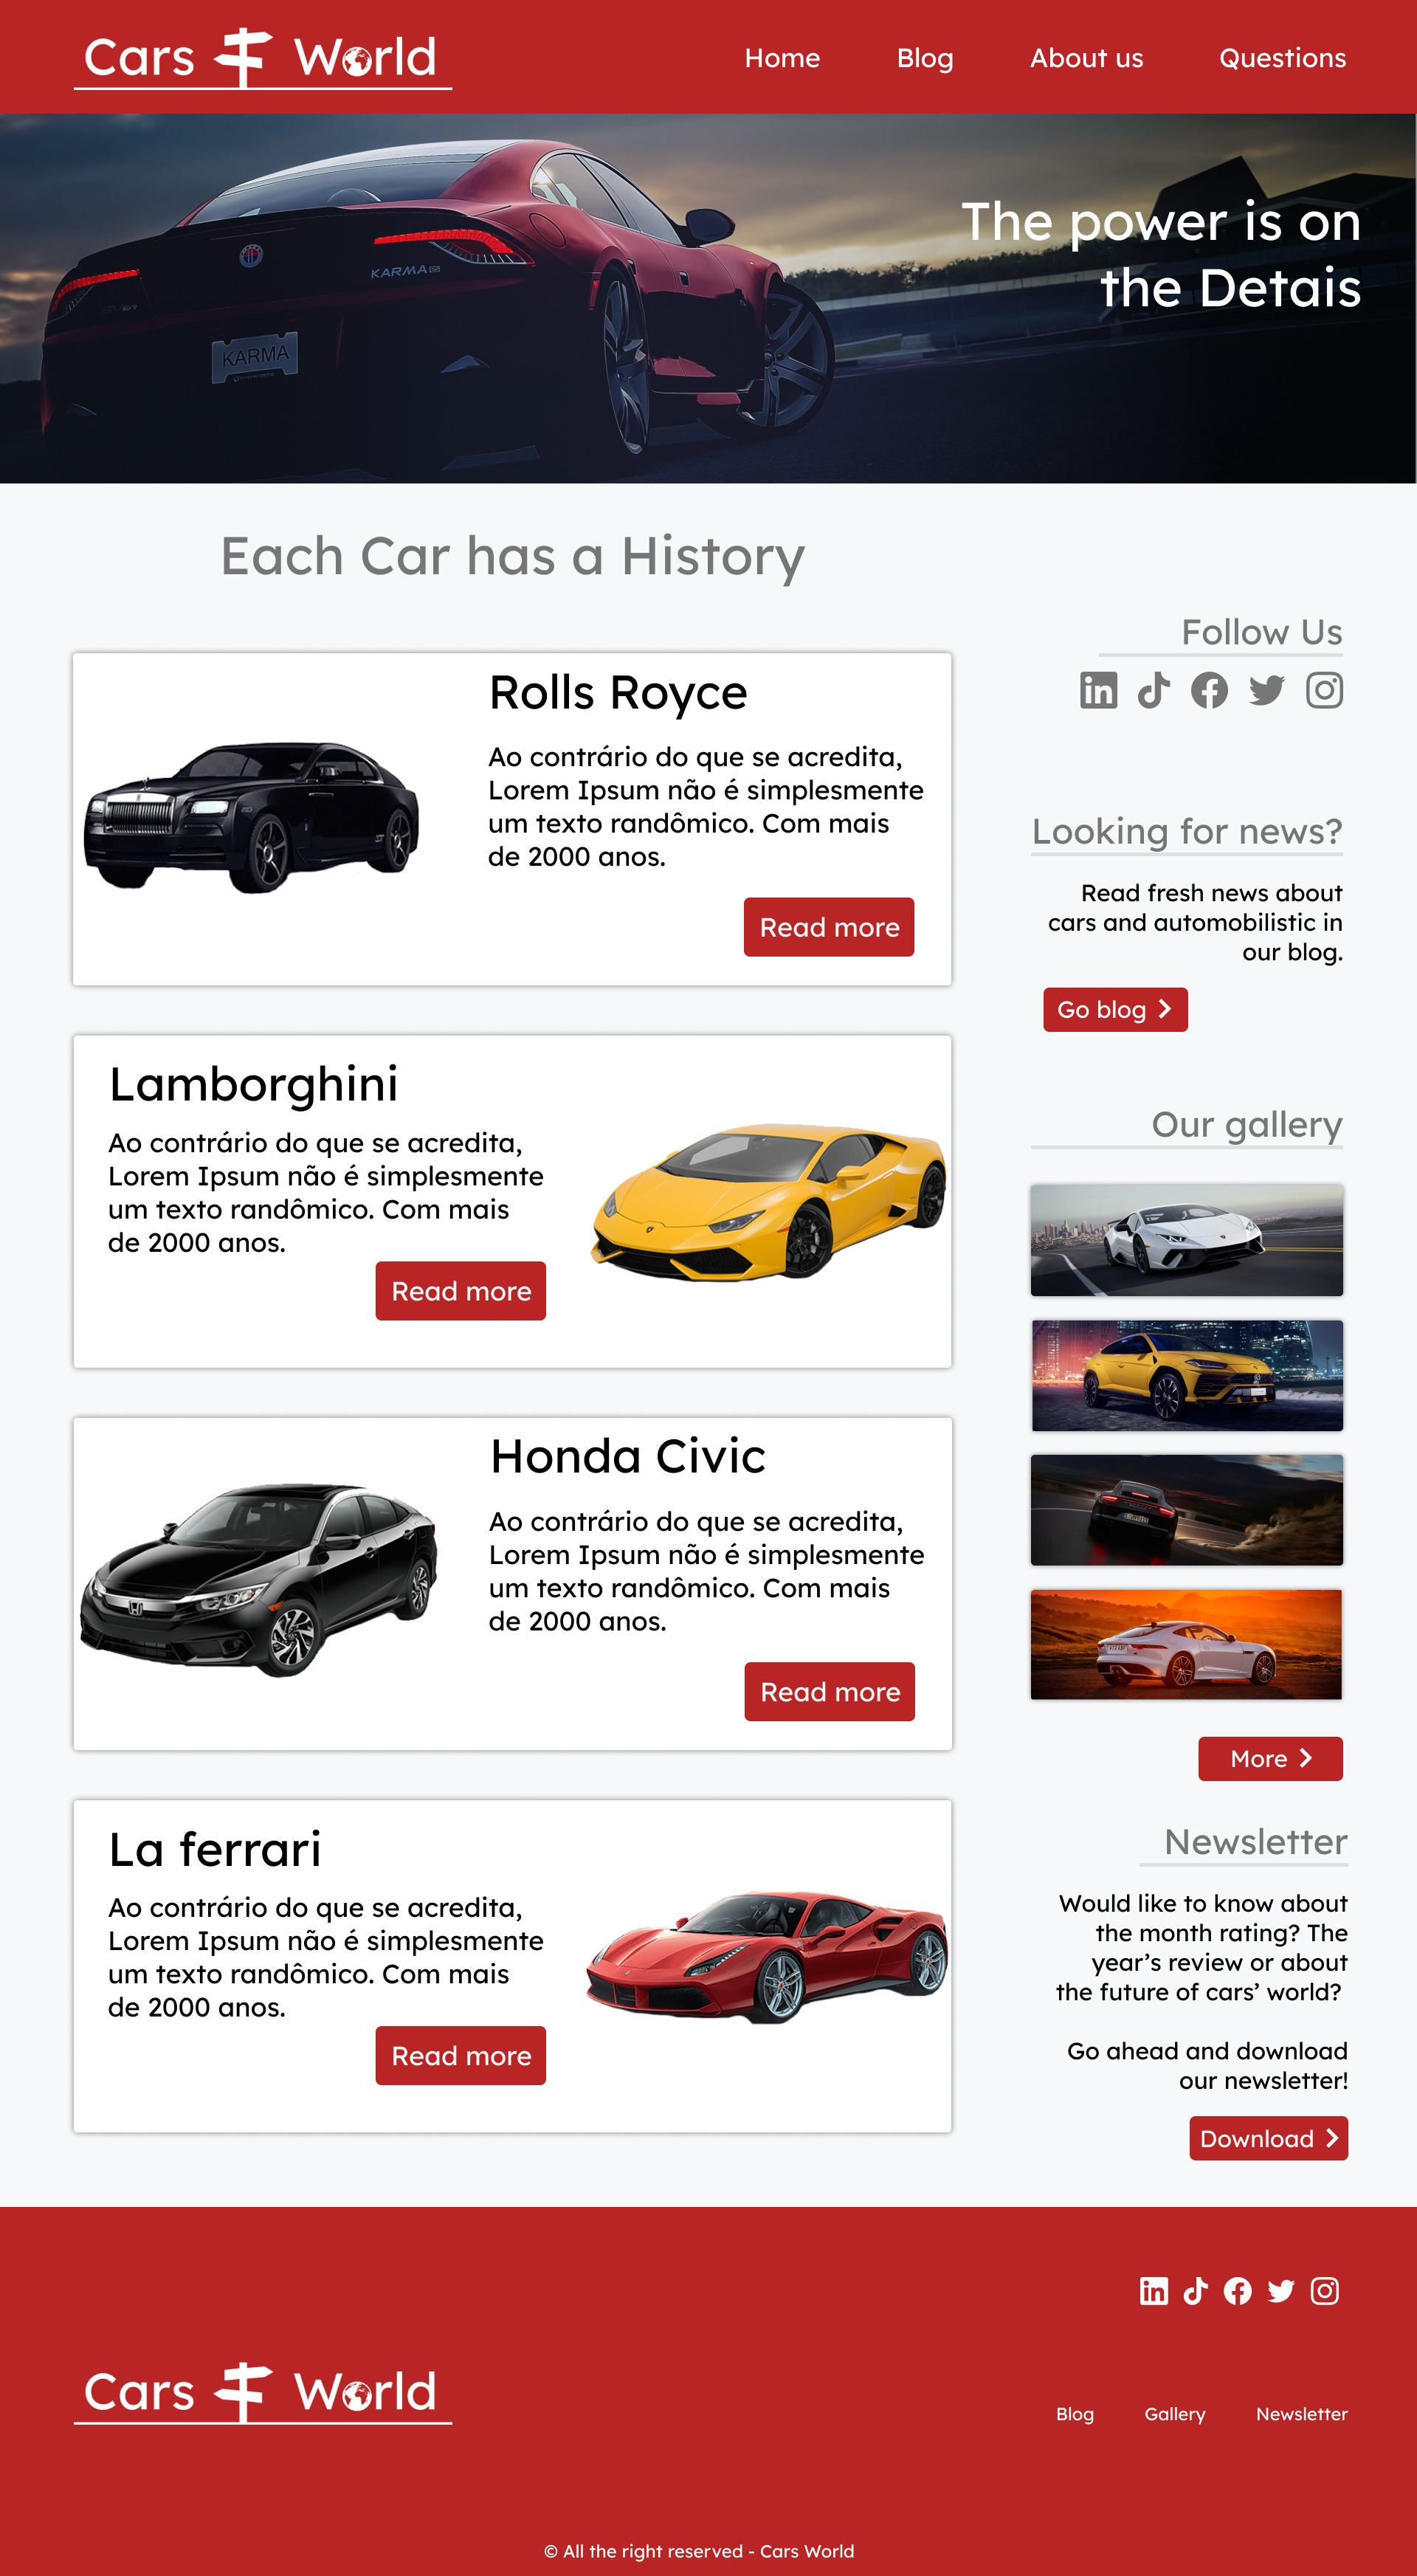 Cars World
Home Blog About us Questions
KARMA
KARMA
The power is on
the Detais
Each Car has a History
Rolls Royce
Ao contrário do que se acredita,
Lorem Ipsum não é simplesmente
um texto randômico. Com mais
de 2000 anos.
Read more
Lamborghini
Ao contrário do que se acredita,
Lorem Ipsum não é simplesmente
um texto randômico. Com mais
de 2000 anos.
Read more
Honda Civic
Ao contrário do que se acredita,
Lorem Ipsum não é simplesmente
um texto randômico. Com mais
de 2000 anos.
Read more
La ferrari
Ao contrário do que se acredita,
Lorem Ipsum não é simplesmente
um texto randômico. Com mais
de 2000 anos.
Read more
Follow Us
Looking for news?
Read fresh news about
cars and automobilistic in
our blog.
Go blog
Our gallery
More
Newsletter
Would like to know about
the month rating? The
year’s review or about
the future of cars’ world?
Go ahead and download
our newsletter!
Download
Cars World
Blog Gallery Newsletter
© All the right reserved - Cars World